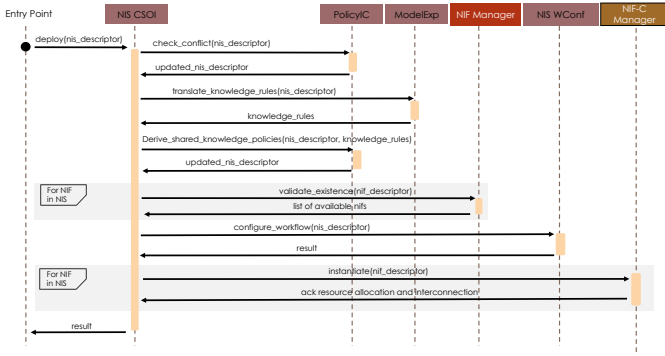 Entry Point
NIS CSOI
PolicyIC
ModelExp
NIF Manager
NIS WConf
NIF-C
Manager
deploy(nis_descriptor)
check_conflict(nis_descriptor)
updated_nis_descriptor
translate_knowledge_rules(nis_descriptor)
knowledge_rules
Derive_shared_knowledge_policies(nis_descriptor, knowledge_rules)
updated_nis_descriptor
For NIF
in NIS
validate_existence(nif_descriptor)
list of available nifs
configure_workflow(nis_descriptor)
result
For NIF
in NIS
instantiate(nif_descriptor)
ack resource allocation and interconnection
result